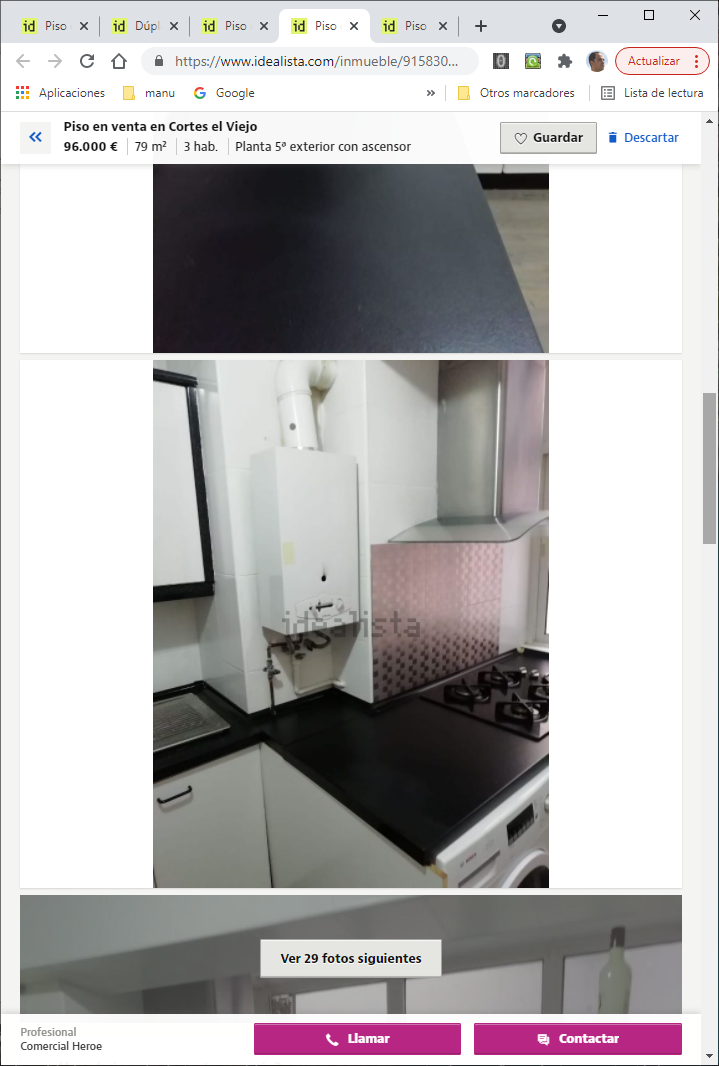 id Piso
id Dúpl
id Piso
id Piso
id Piso
https://www.idealista.com/inmueble/915830...
Actualizar
Aplicaciones
manu
Google
»
Otros marcadores
Lista de lectura
Piso en venta en Cortes el Viejo
96.000 € 79 m² 3 hab. Planta 5ª exterior con ascensor
Guardar
Descartar
idealista
BOSCH
Ver 29 fotos siguientes
Profesional
Comercial Heroe
Llamar
Contactar